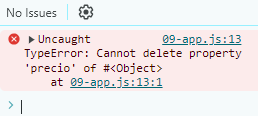 No Issues
Uncaught 09-app.js:13
TypeError: Cannot delete property
'precio' of #<Object>
at 09-app.js:13:1